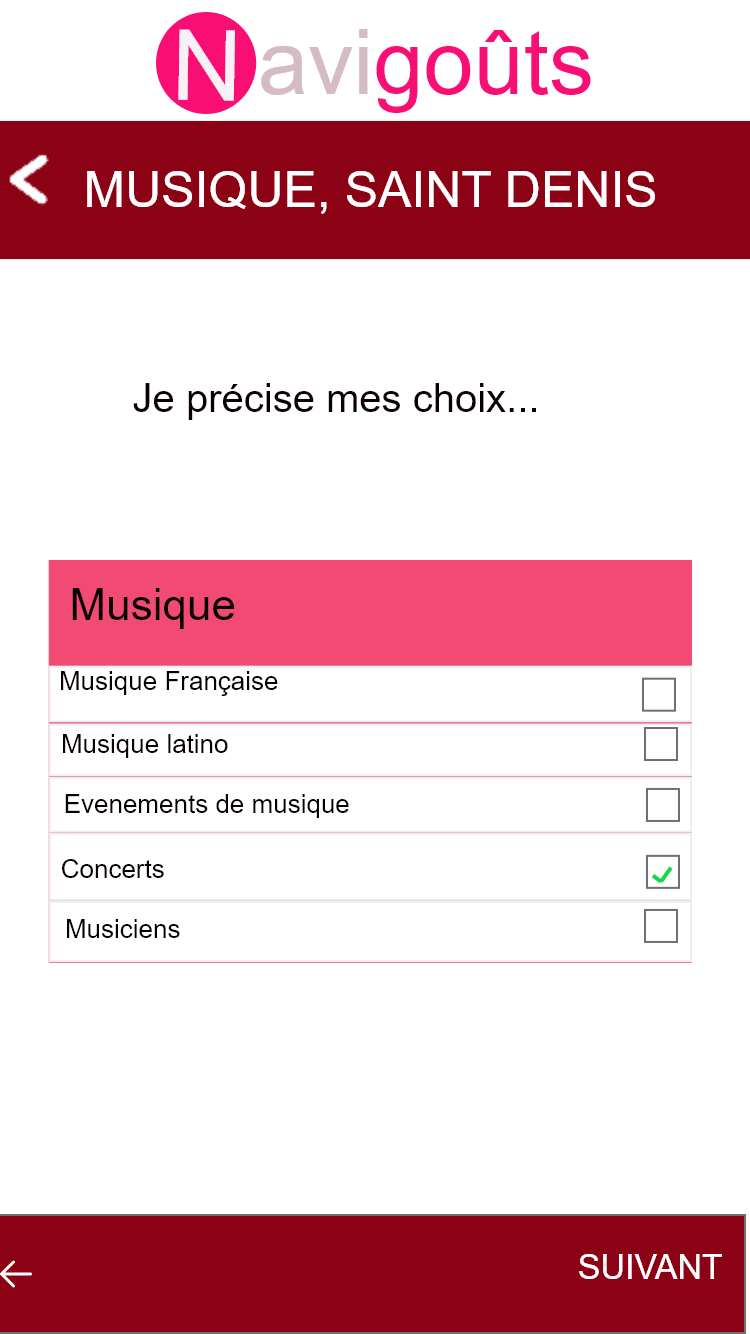 Navigoûts
MUSIQUE, SAINT DENIS
Je précise mes choix...
Musique
Musique Française
Musique latino
Evenements de musique
Concerts
Musiciens
SUIVANT